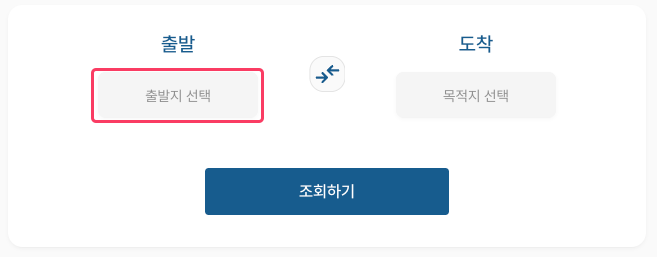 출발
도착
출발지 선택
목적지 선택
조회하기